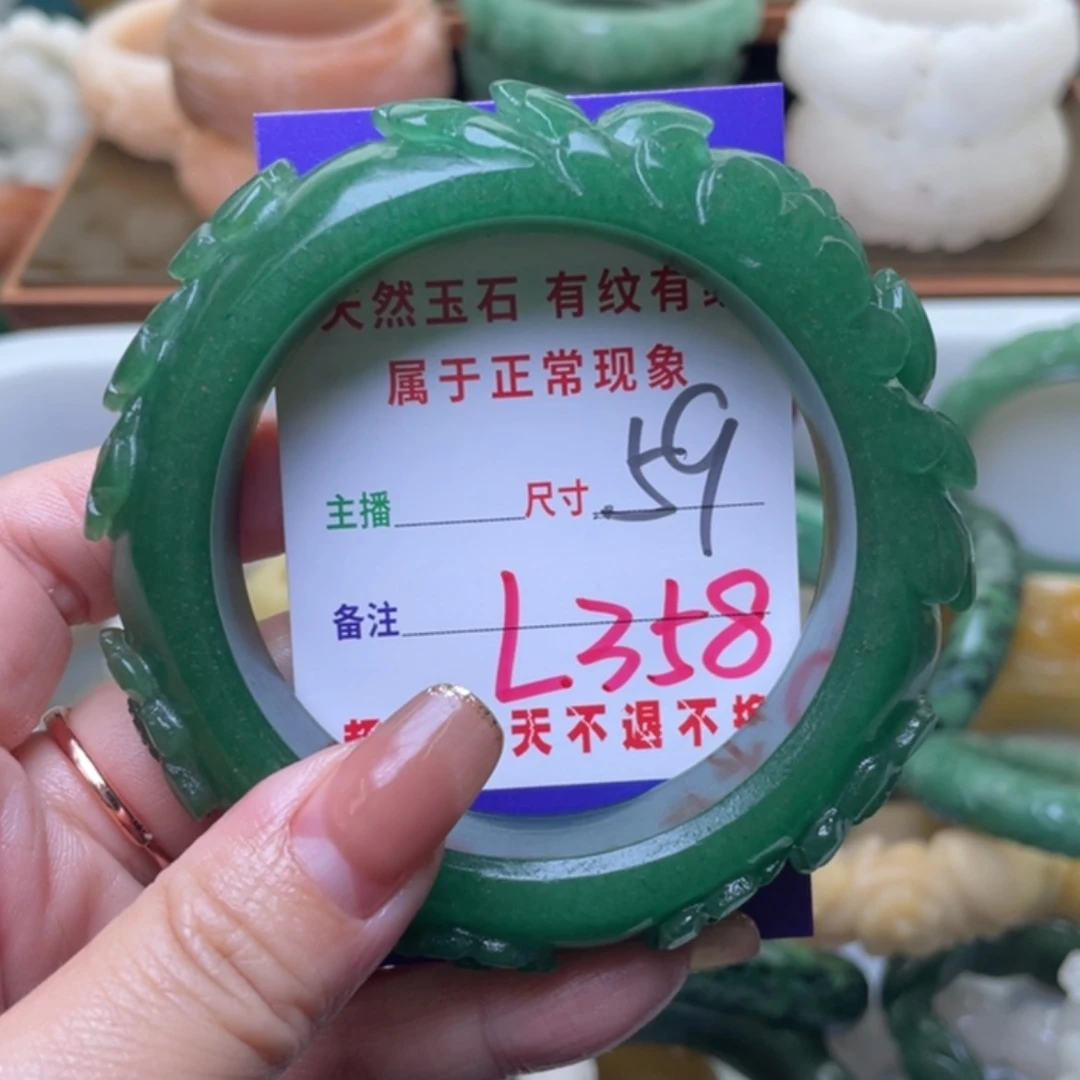 天然玉石 有纹有
属于正常现象
主播 尺寸 59
备注 L358
天不退不换